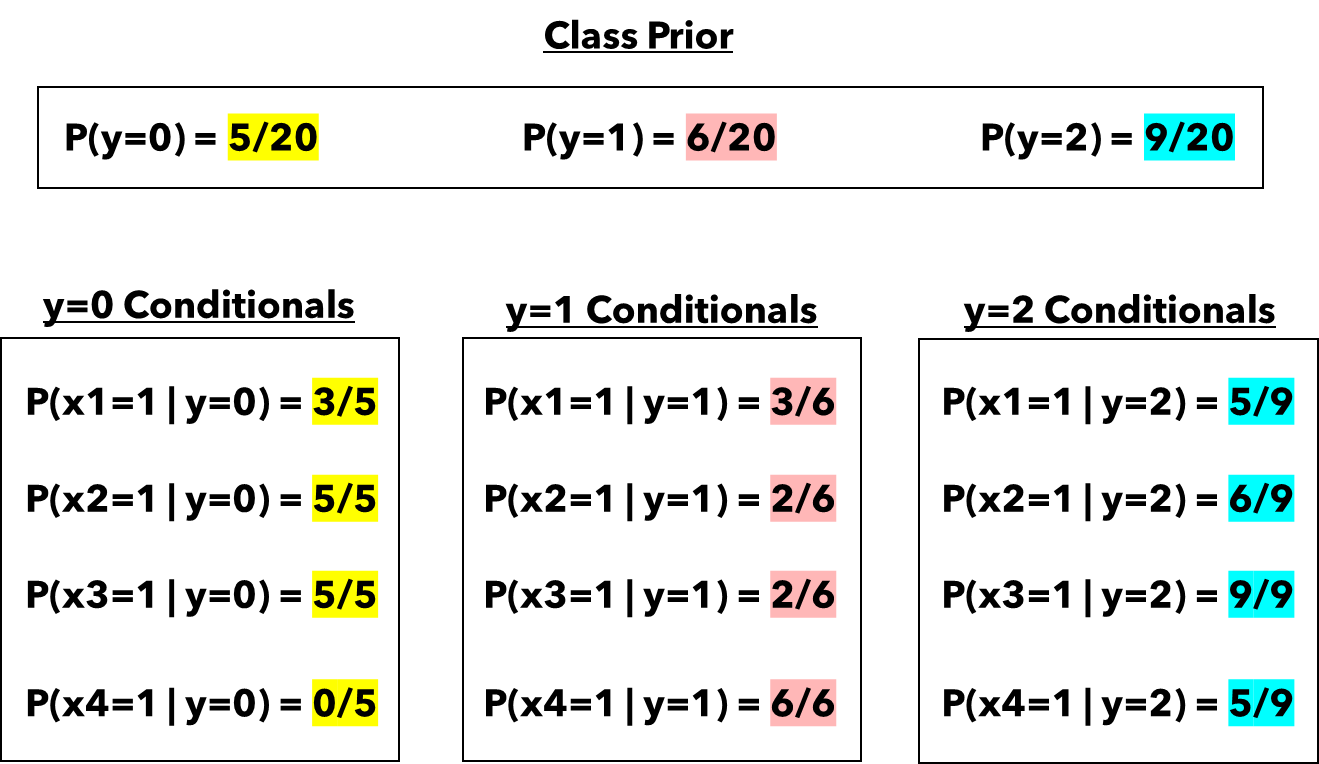 Class Prior
P(y=0) = 5/20
P(y=1) = 6/20
P(y=2) = 9/20
y=0 Conditionals
P(x1=1 | y=0) = 3/5
P(x2=1 | y=0) = 5/5
P(x3=1 | y=0) = 5/5
P(x4=1 | y=0) = 0/5
y=1 Conditionals
P(x1=1 | y=1) = 3/6
P(x2=1 | y=1) = 2/6
P(x3=1 | y=1) = 2/6
P(x4=1 | y=1) = 6/6
y=2 Conditionals
P(x1=1 | y=2) = 5/9
P(x2=1 | y=2) = 6/9
P(x3=1 | y=2) = 9/9
P(x4=1 | y=2) = 5/9